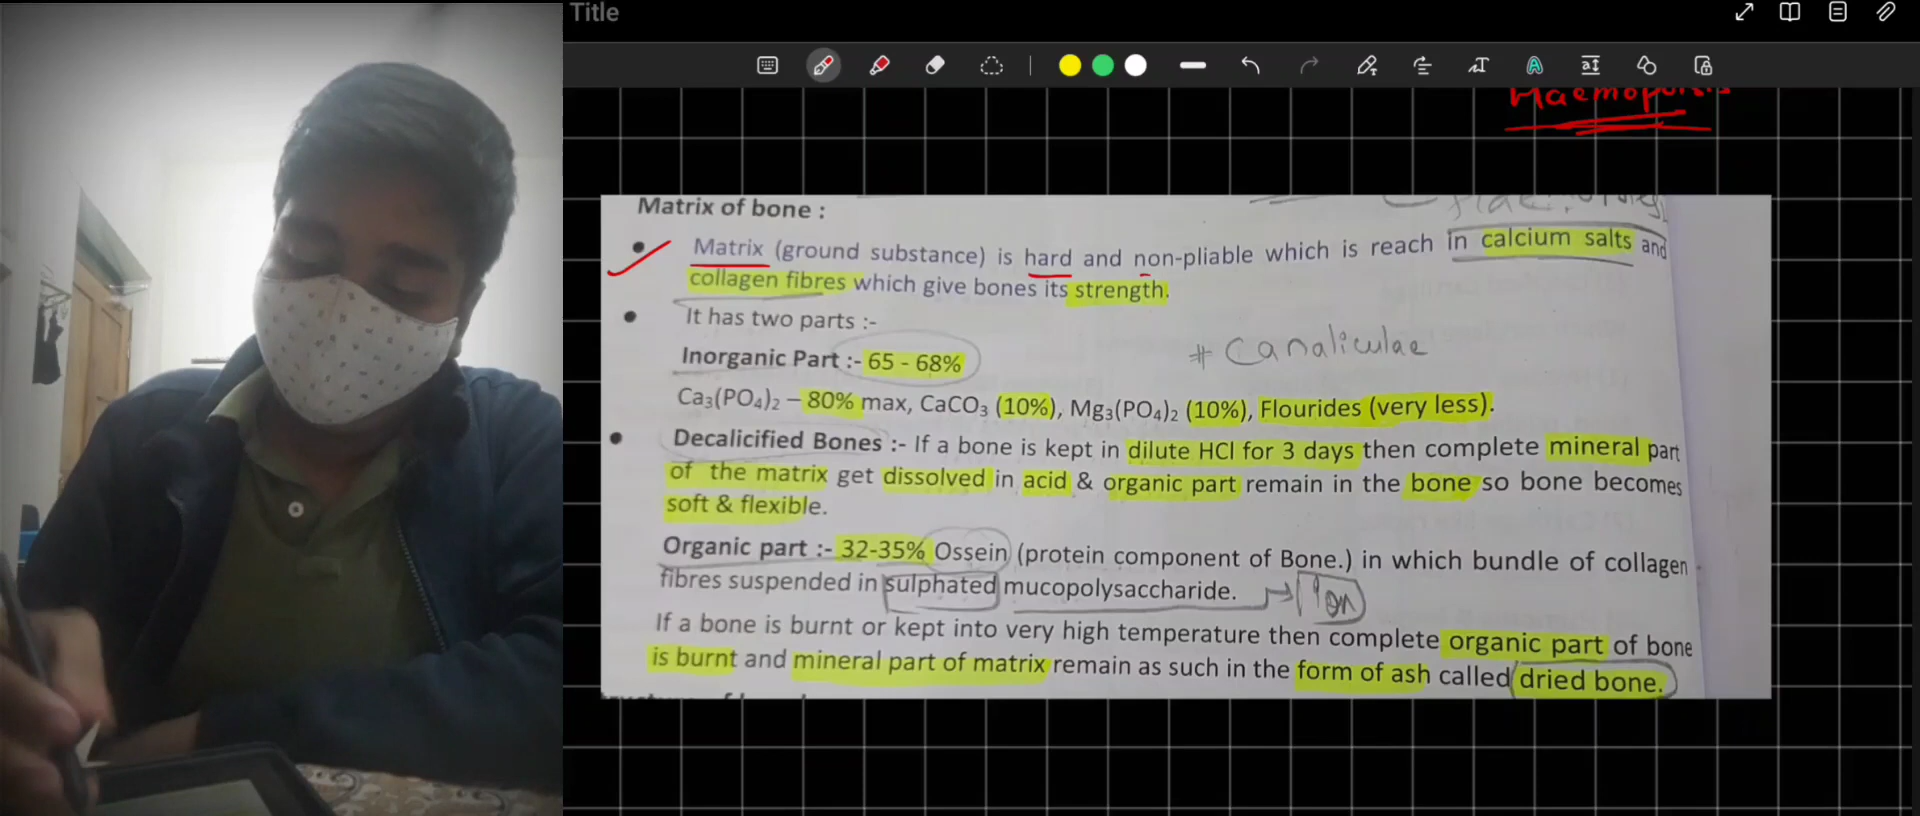 Title
Haemopoisis
Matrix of bone :
• Matrix (ground substance) is hard and non-pliable which is reach in calcium salts and
collagen fibres which give bones its strength.
• It has two parts :-
# Canaliculae
Inorganic Part :- 65 - 68%
Ca₃(PO₄)₂ – 80% max, CaCO₃ (10%), Mg₃(PO₄)₂ (10%), Flourides (very less).
• Decalicified Bones :- If a bone is kept in dilute HCl for 3 days then complete mineral part
of the matrix get dissolved in acid & organic part remain in the bone so bone becomes
soft & flexible.
Organic part :- 32-35% Ossein (protein component of Bone.) in which bundle of collagen
fibres suspended in sulphated mucopolysaccharide.
If a bone is burnt or kept into very high temperature then complete organic part of bone
is burnt and mineral part of matrix remain as such in the form of ash called dried bone.